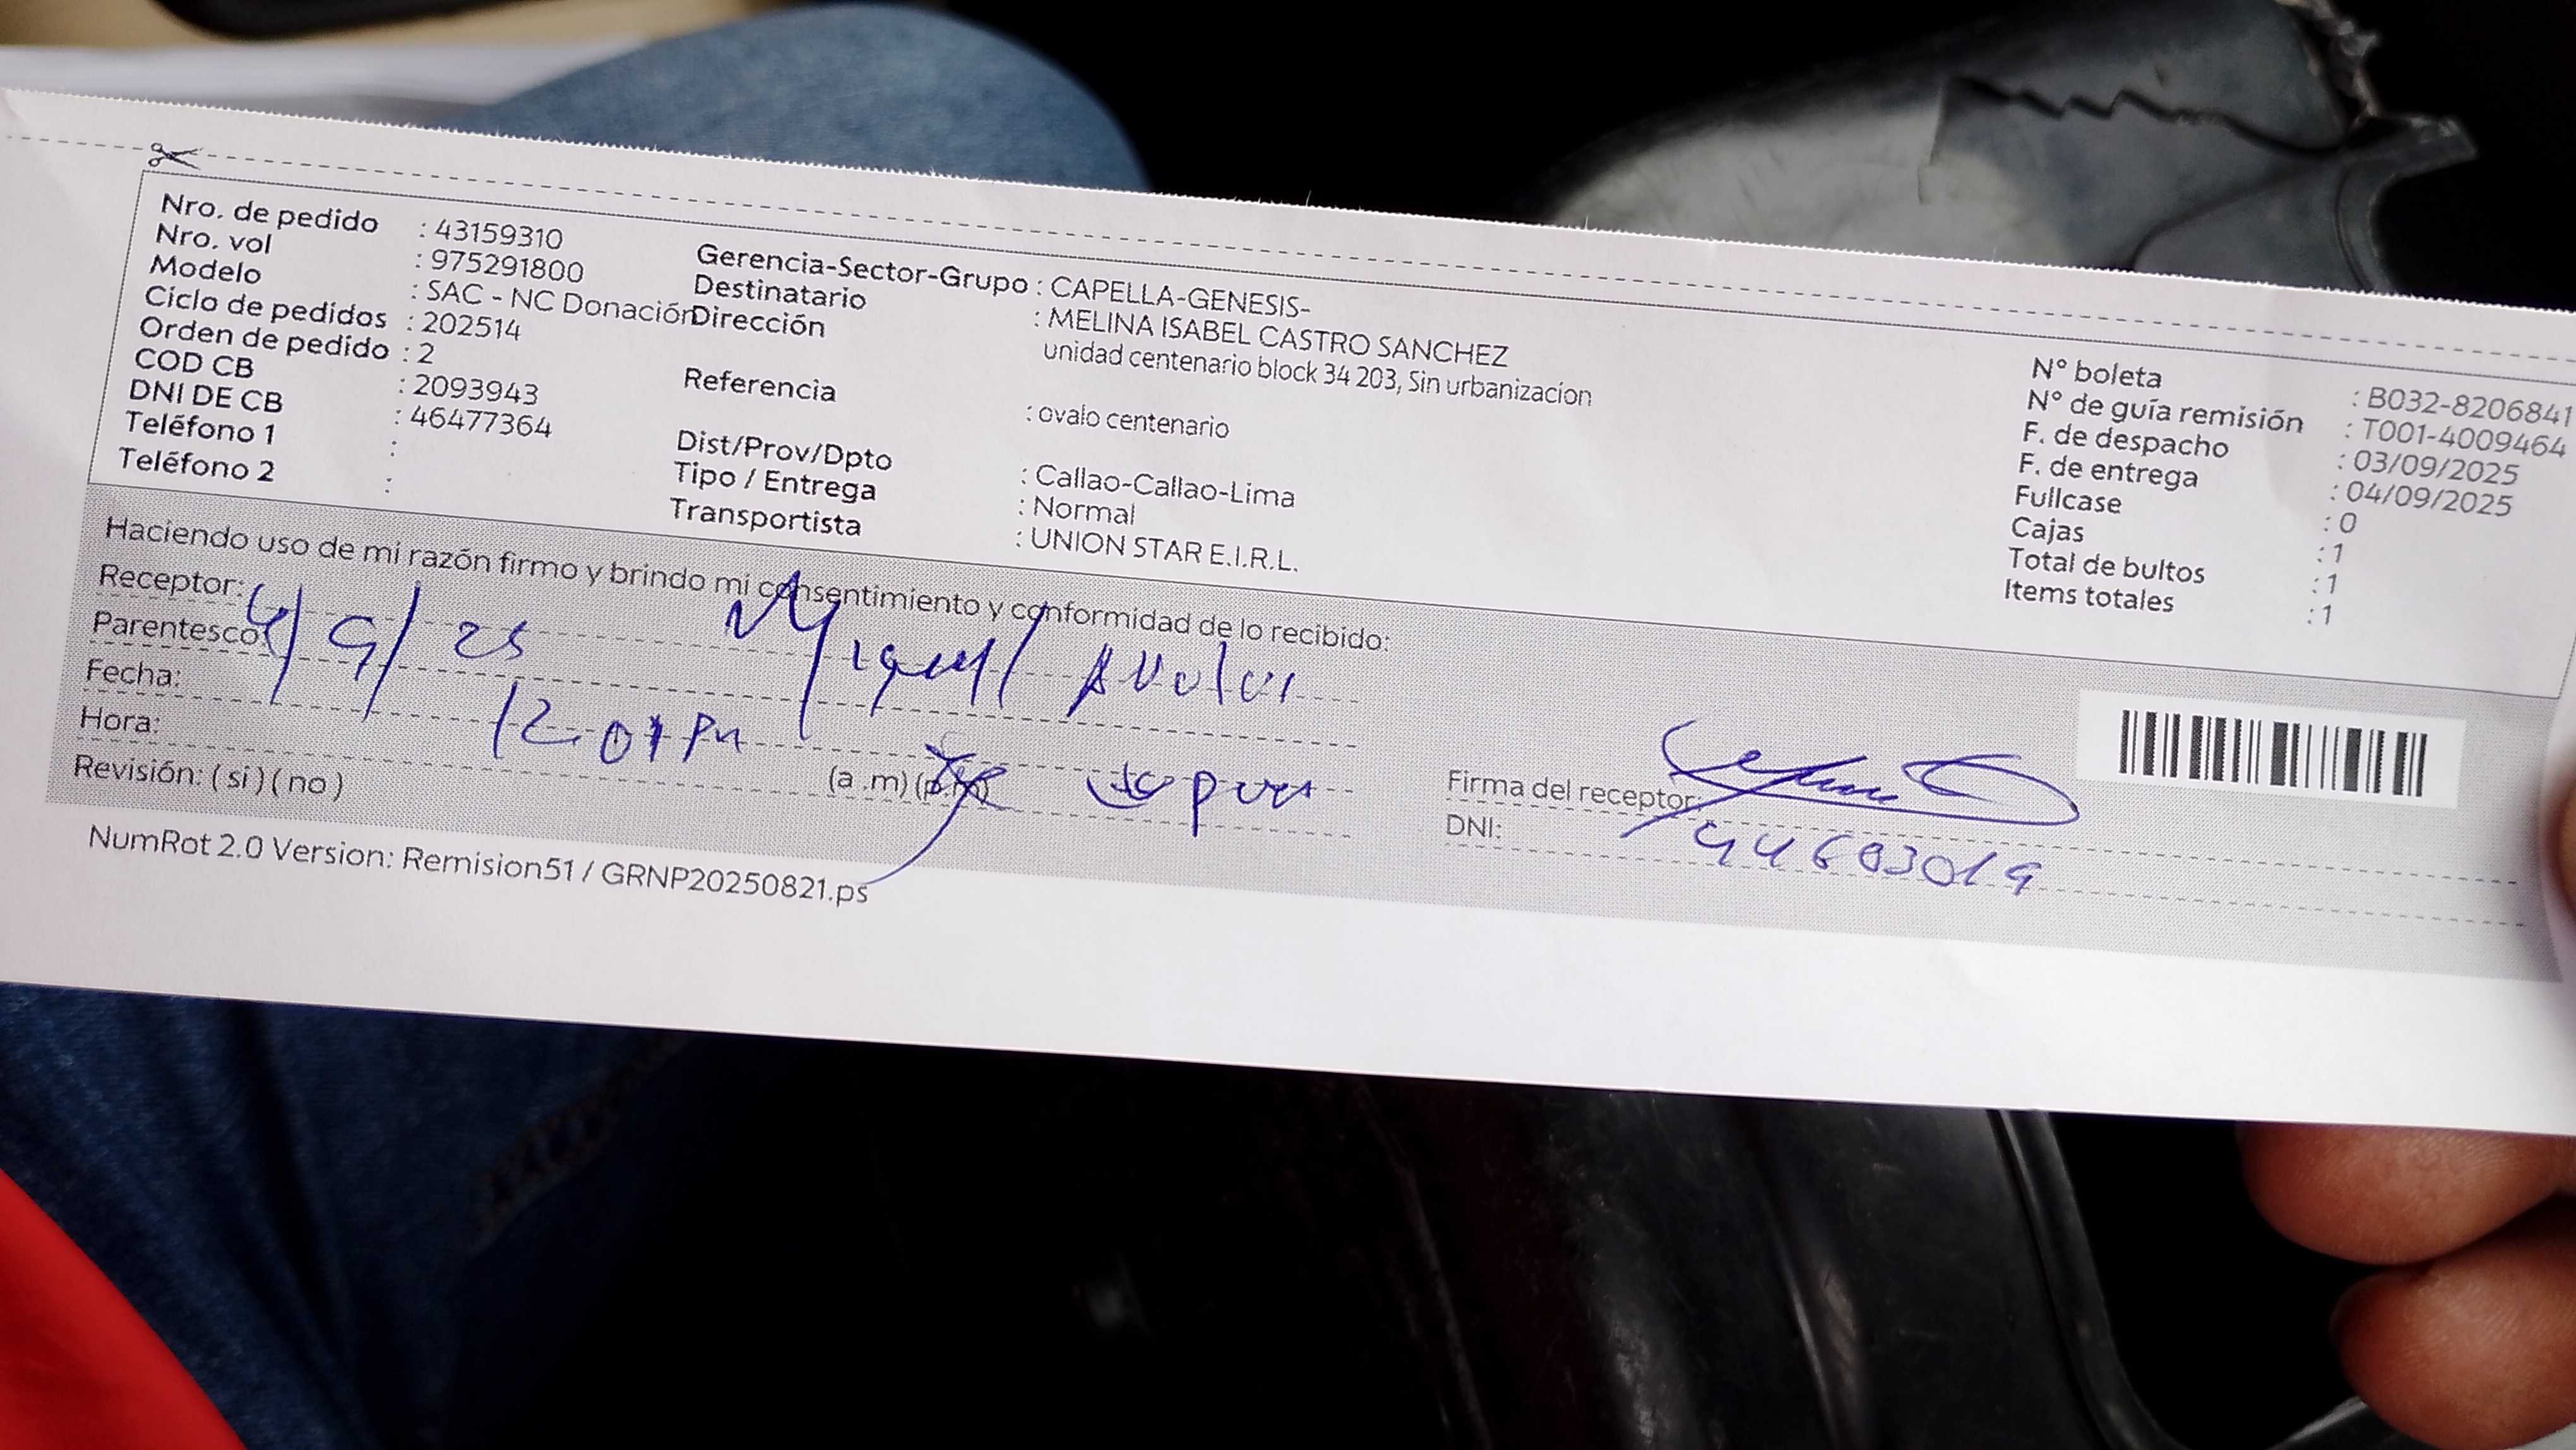 Nro. de pedido : 43159310
Nro. vol : 975291800
Modelo : SAC - NC Donación
Ciclo de pedidos : 202514
Orden de pedido : 2
COD CB : 2093943
DNI DE CB : 46477364
Teléfono 1 :
Teléfono 2 :
Gerencia-Sector-Grupo : CAPELLA-GENESIS-
Destinatario : MELINA ISABEL CASTRO SANCHEZ
Dirección unidad centenario block 34 203, Sin urbanizacion
Referencia : ovalo centenario
Dist/Prov/Dpto : Callao-Callao-Lima
Tipo / Entrega : Normal
Transportista : UNION STAR E.I.R.L.
N° boleta : B032-8206841
N° de guía remisión : T001-4009464
F. de despacho : 03/09/2025
F. de entrega : 04/09/2025
Fullcase : 0
Cajas : 1
Total de bultos : 1
Items totales : 1
Haciendo uso de mi razón firmo y brindo mi consentimiento y conformidad de lo recibido:
Receptor: Miguel
Parentesco: 4/9/25
Fecha:
Hora: 12.01 Pm (a.m) (p.m)
Revisión: ( si ) ( no )
Firma del receptor:
DNI: 44603019
NumRot 2.0 Version: Remision51 / GRNP20250821.ps